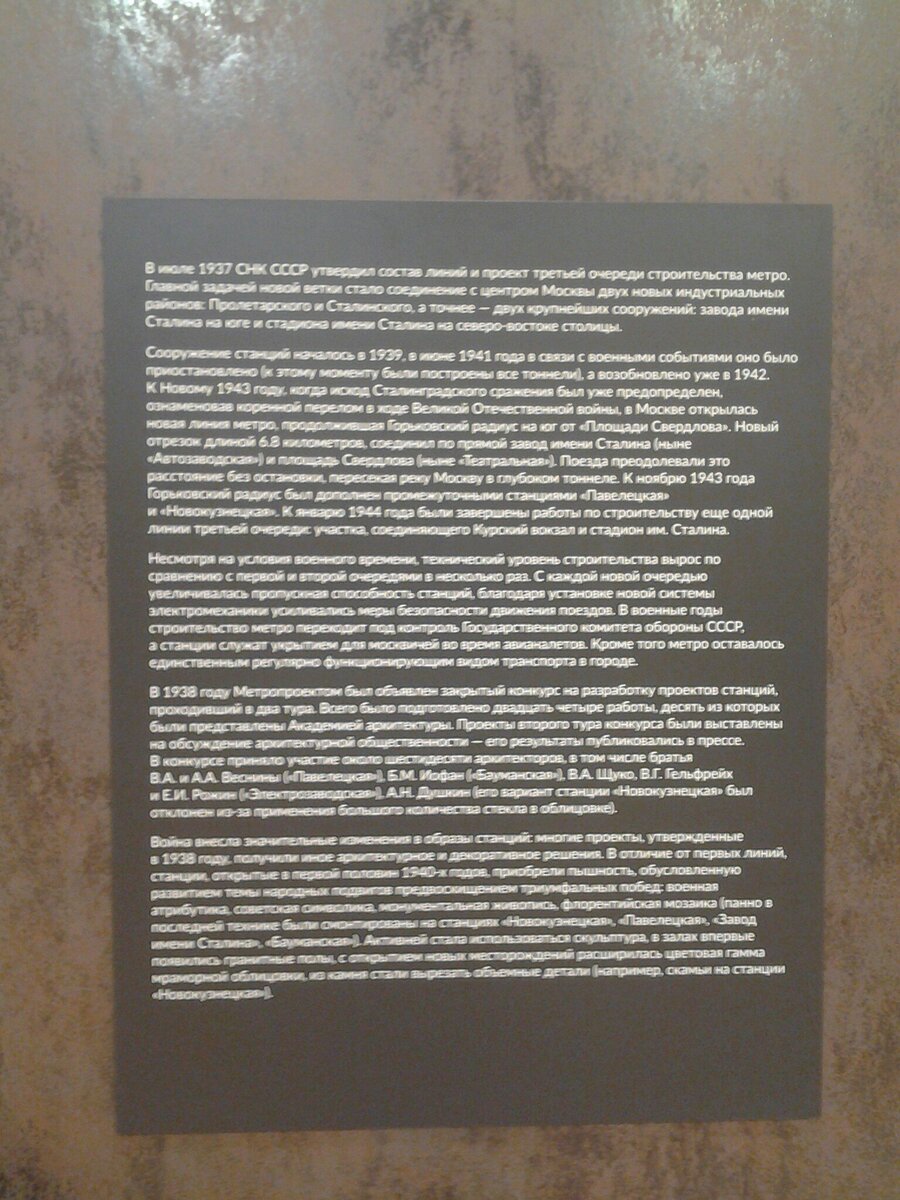 В июле 1937 СНК СССР утвердил состав линий и проект третьей очереди строительства метро.
Главной задачей новой ветки стало соединение с центром Москвы двух новых индустриальных
районов: Пролетарского и Сталинского, а точнее — двух крупнейших сооружений: завода имени
Сталина на юге и стадиона имени Сталина на северо-востоке столицы.
Сооружение станций началось в 1939, в июне 1941 года в связи с военными событиями оно было
приостановлено (к этому моменту были построены все тоннели), а возобновлено уже в 1942.
К Новому 1943 году, когда исход Сталинградского сражения был уже предопределен,
ознаменовав коренной перелом в ходе Великой Отечественной войны, в Москве открылась
новая линия метро, продолжившая Горьковский радиус на юг от «Площади Свердлова». Новый
отрезок длиной 6.8 километров, соединил по прямой завод имени Сталина (ныне
«Автозаводская») и площадь Свердлова (ныне «Театральная»). Поезда преодолевали это
расстояние без остановки, пересекая реку Москву в глубоком тоннеле. К ноябрю 1943 года
Горьковский радиус был дополнен промежуточными станциями «Павелецкая»
и «Новокузнецкая». К январю 1944 года были завершены работы по строительству еще одной
линии третьей очереди: участка, соединяющего Курский вокзал и стадион им. Сталина.
Несмотря на условия военного времени, технический уровень строительства вырос по
сравнению с первой и второй очередями в несколько раз. С каждой новой очередью
увеличивалась пропускная способность станций, благодаря установке новой системы
электромеханики усиливались меры безопасности движения поездов. В военные годы
строительство метро переходит под контроль Государственного комитета обороны СССР,
а станции служат укрытием для москвичей во время авианалетов. Кроме того метро оставалось
единственным регулярно функционирующим видом транспорта в городе.
В 1938 году Метропроектом был объявлен закрытый конкурс на разработку проектов станций,
проходивший в два тура. Всего было подготовлено двадцать четыре работы, десять из которых
были представлены Академией архитектуры. Проекты второго тура конкурса были выставлены
на обсуждение архитектурной общественности — его результаты публиковались в прессе.
В конкурсе приняло участие около шестидесяти архитекторов, в том числе братья
В.А. и А.А. Веснины («Павелецкая»), Б.М. Иофан («Бауманская»), В.А. Щуко, В.Г. Гельфрейх
и Е.И. Рожин («Электрозаводская»), А.Н. Душкин (его вариант станции «Новокузнецкая» был
отклонен из-за применения большого количества стекла в облицовке).
Война внесла значительные изменения в образы станций: многие проекты, утвержденные
в 1938 году, получили иное архитектурное и декоративное решения. В отличие от первых линий,
станции, открытые в первой половин 1940-х годов, приобрели пышность, обусловленную
развитием темы народных подвигов предвосхищением триумфальных побед: военная
атрибутика, советская символика, монументальная живопись, флорентийская мозаика (панно в
последней технике были смонтированы на станциях «Новокузнецкая», «Павелецкая», «Завод
имени Сталина», «Бауманская»). Активней стала использоваться скульптура, в залах впервые
появились гранитные полы, с открытием новых месторождений расширилась цветовая гамма
мраморной облицовки, из камня стали вырезать объемные детали (например, скамьи на станции
«Новокузнецкая»).